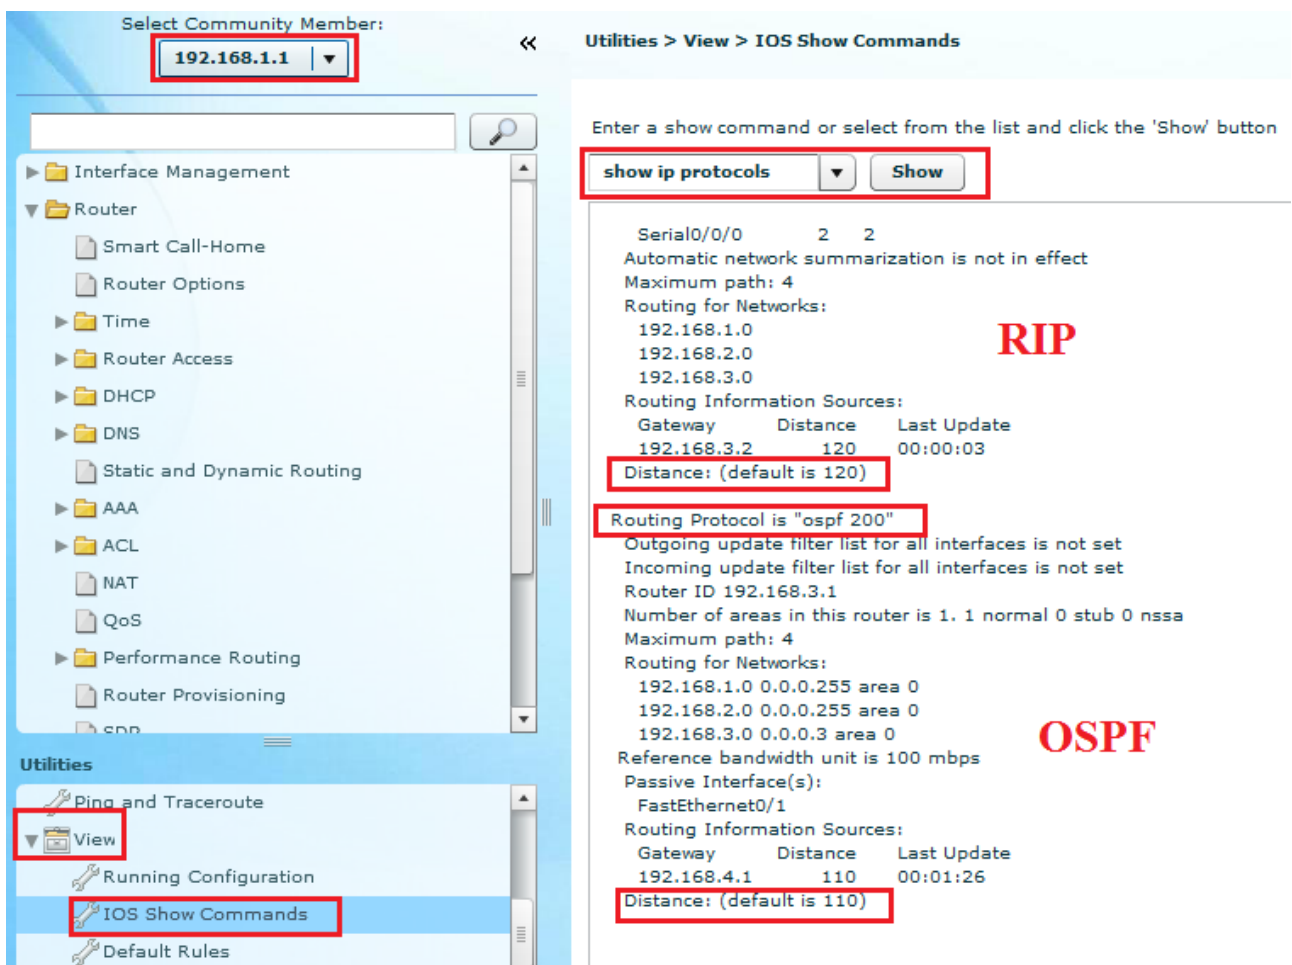 Select Community Member:
192.168.1.1
«
Interface Management
Router
Smart Call-Home
Router Options
Time
Router Access
DHCP
DNS
Static and Dynamic Routing
AAA
ACL
NAT
QoS
Performance Routing
Router Provisioning
SDP
Utilities
Ping and Traceroute
View
Running Configuration
IOS Show Commands
Default Rules
Utilities > View > IOS Show Commands
Enter a show command or select from the list and click the 'Show' button
show ip protocols Show
Serial0/0/0 2 2
Automatic network summarization is not in effect
Maximum path: 4
Routing for Networks:
192.168.1.0
192.168.2.0
192.168.3.0
RIP
Routing Information Sources:
Gateway Distance Last Update
192.168.3.2 120 00:00:03
Distance: (default is 120)
Routing Protocol is "ospf 200"
Outgoing update filter list for all interfaces is not set
Incoming update filter list for all interfaces is not set
Router ID 192.168.3.1
Number of areas in this router is 1. 1 normal 0 stub 0 nssa
Maximum path: 4
Routing for Networks:
192.168.1.0 0.0.0.255 area 0
192.168.2.0 0.0.0.255 area 0
192.168.3.0 0.0.0.3 area 0
OSPF
Reference bandwidth unit is 100 mbps
Passive Interface(s):
FastEthernet0/1
Routing Information Sources:
Gateway Distance Last Update
192.168.4.1 110 00:01:26
Distance: (default is 110)